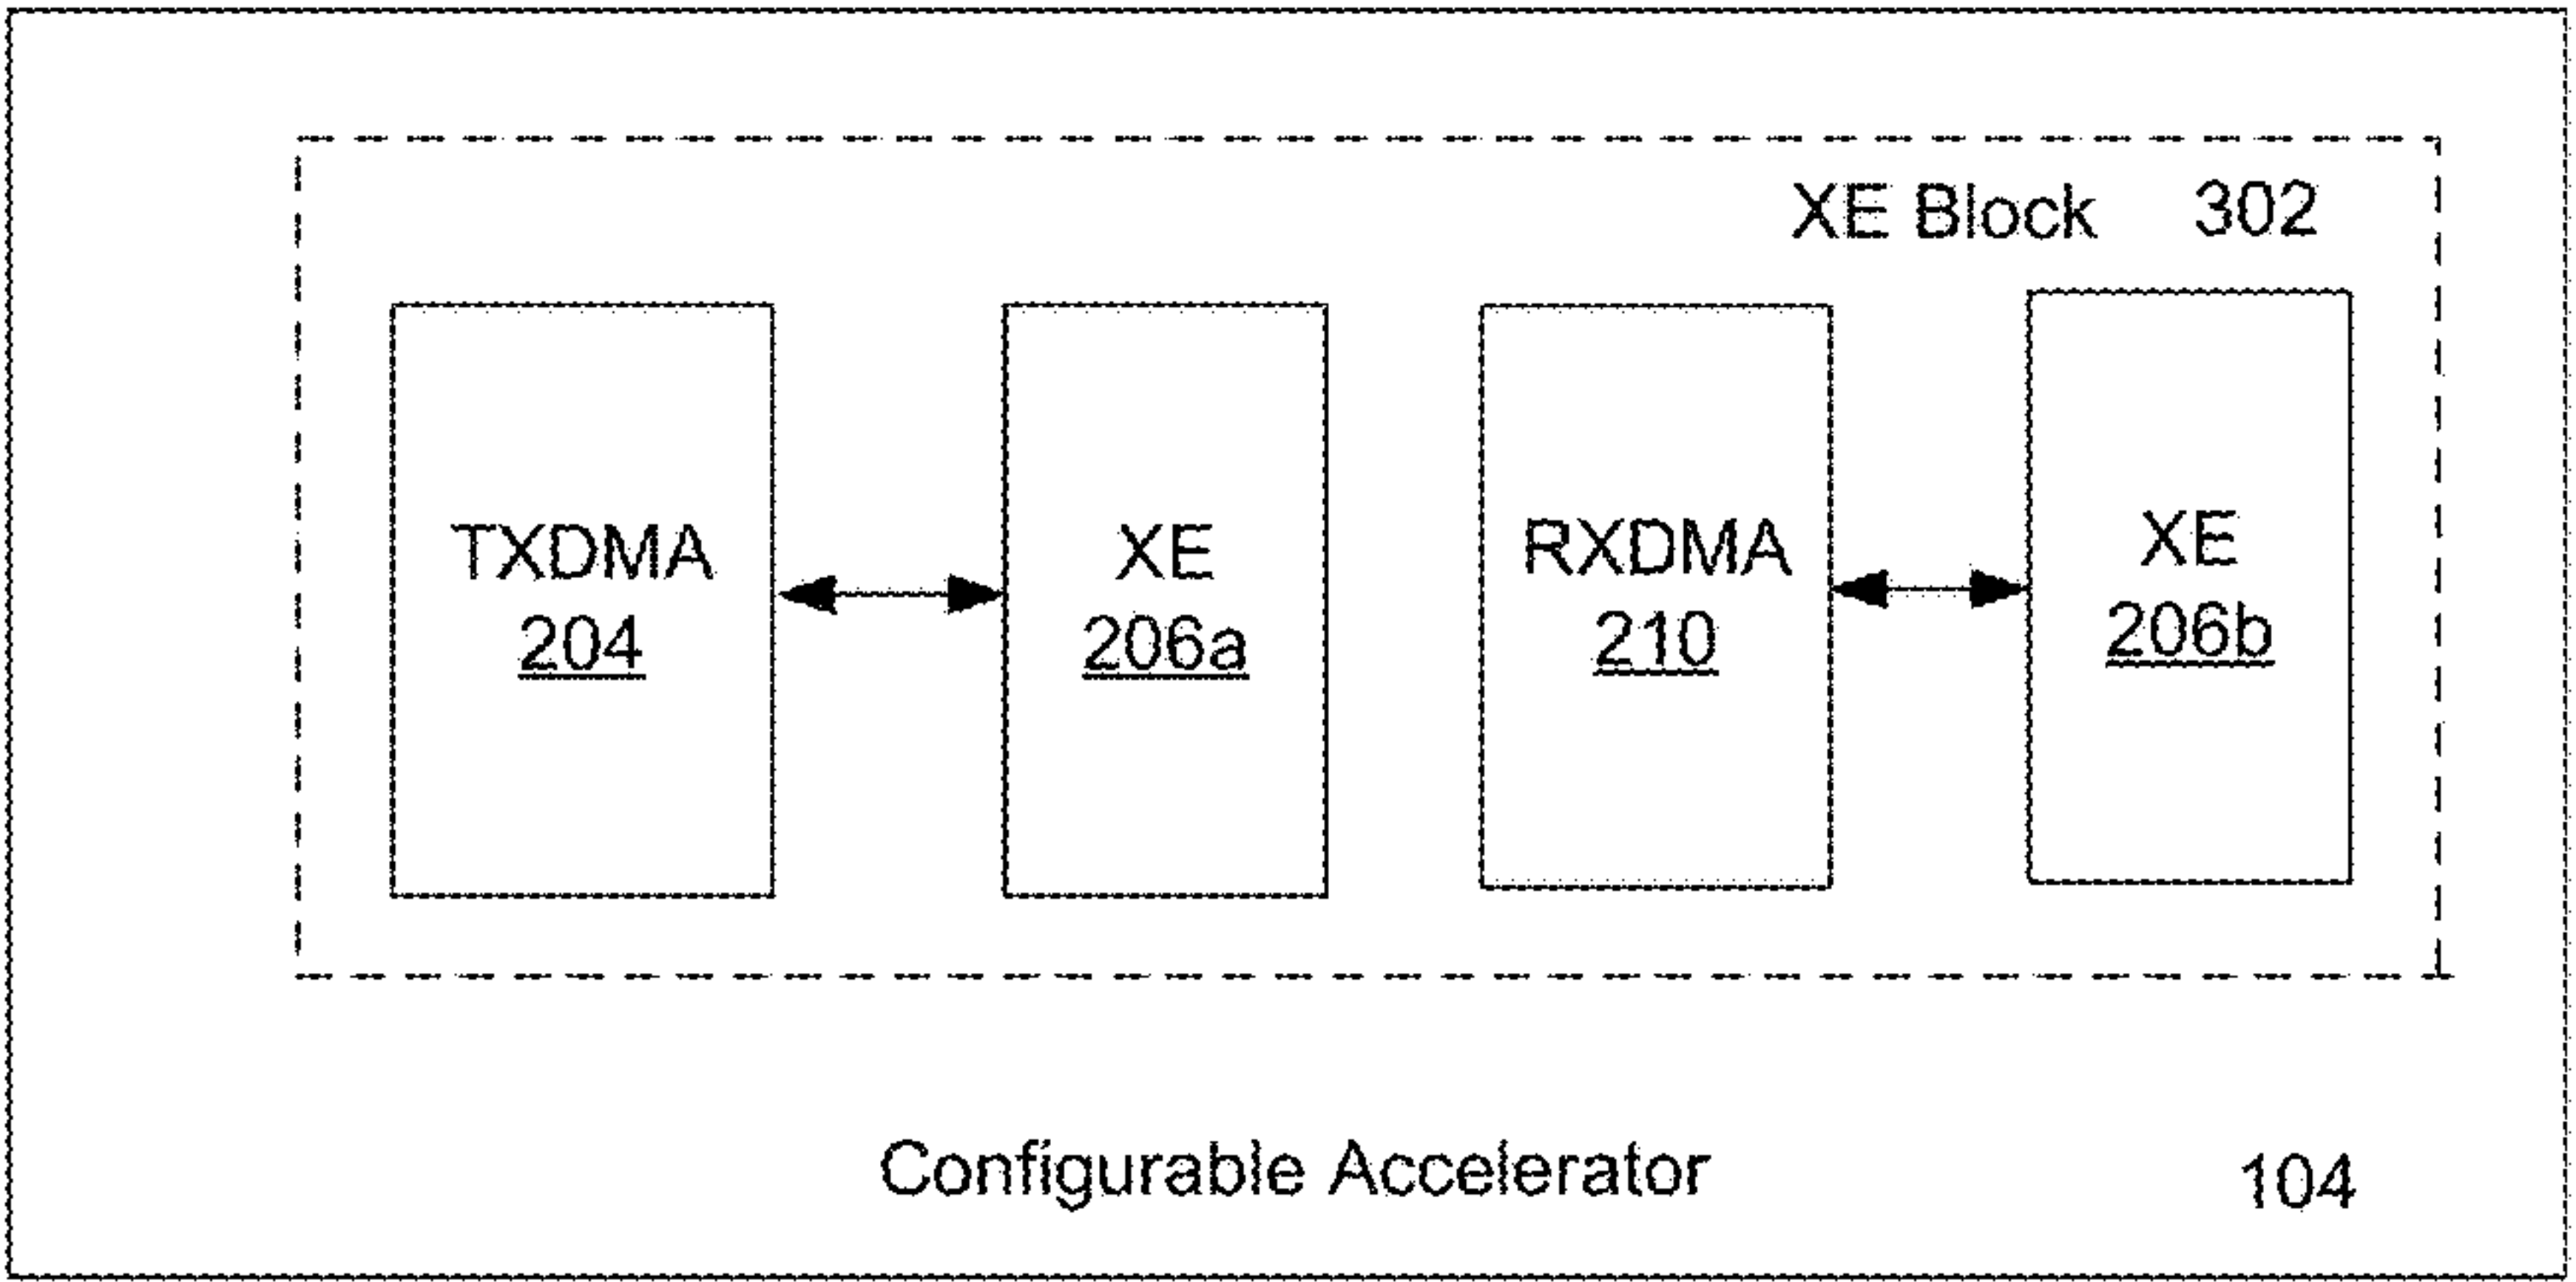 XE Block 302
TXDMA
204
XE
206a
RXDMA
210
XE
206b
Configurable Accelerator 104